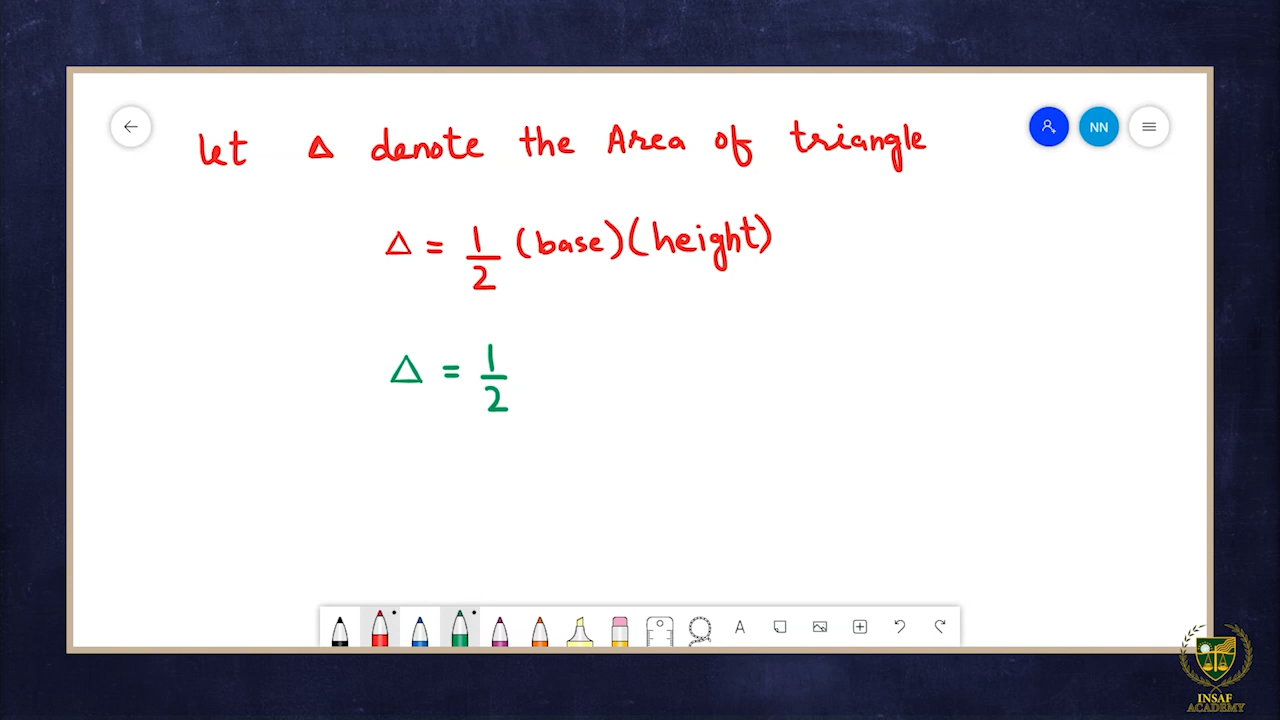 let Δ denote the Area of triangle
NN
Δ = 1/2 (base)(height)
Δ = 1/2
A
INSAF
ACADEMY